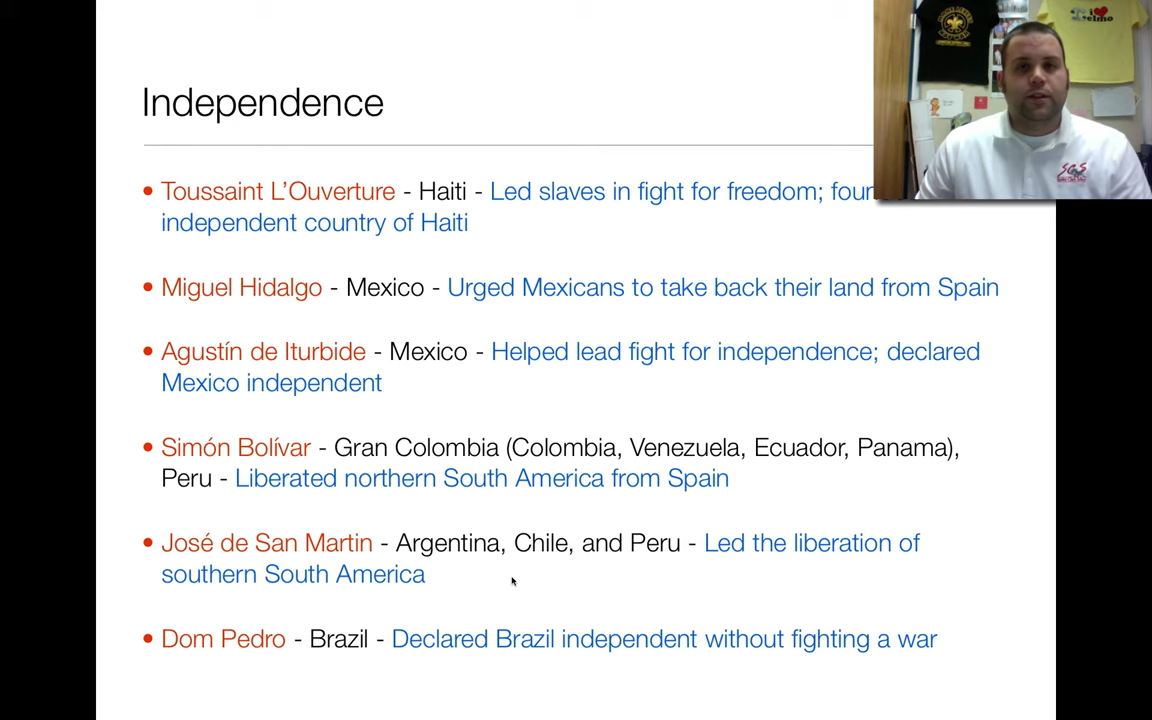 Independence
• Toussaint L’Ouverture - Haiti - Led slaves in fight for freedom;
independent country of Haiti
• Miguel Hidalgo - Mexico - Urged Mexicans to take back their land from Spain
• Agustín de Iturbide - Mexico - Helped lead fight for independence; declared
Mexico independent
• Simón Bolívar - Gran Colombia (Colombia, Venezuela, Ecuador, Panama),
Peru - Liberated northern South America from Spain
• José de San Martin - Argentina, Chile, and Peru - Led the liberation of
southern South America
• Dom Pedro - Brazil - Declared Brazil independent without fighting a war
SGS